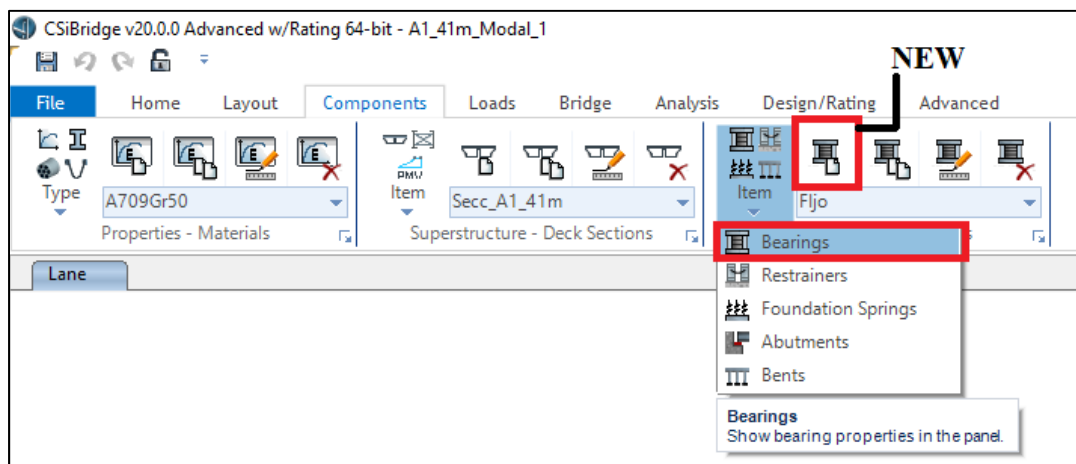 CSiBridge v20.0.0 Advanced w/Rating 64-bit - A1_41m_Modal_1
NEW
File Home Layout Components Loads Bridge Analysis Design/Rating Advanced
E E E E
PMV
Type Item Item
A709Gr50 Secc_A1_41m FIjo
Properties - Materials Superstructure - Deck Sections s
Bearings
Lane
Restrainers
Foundation Springs
Abutments
Bents
Bearings
Show bearing properties in the panel.